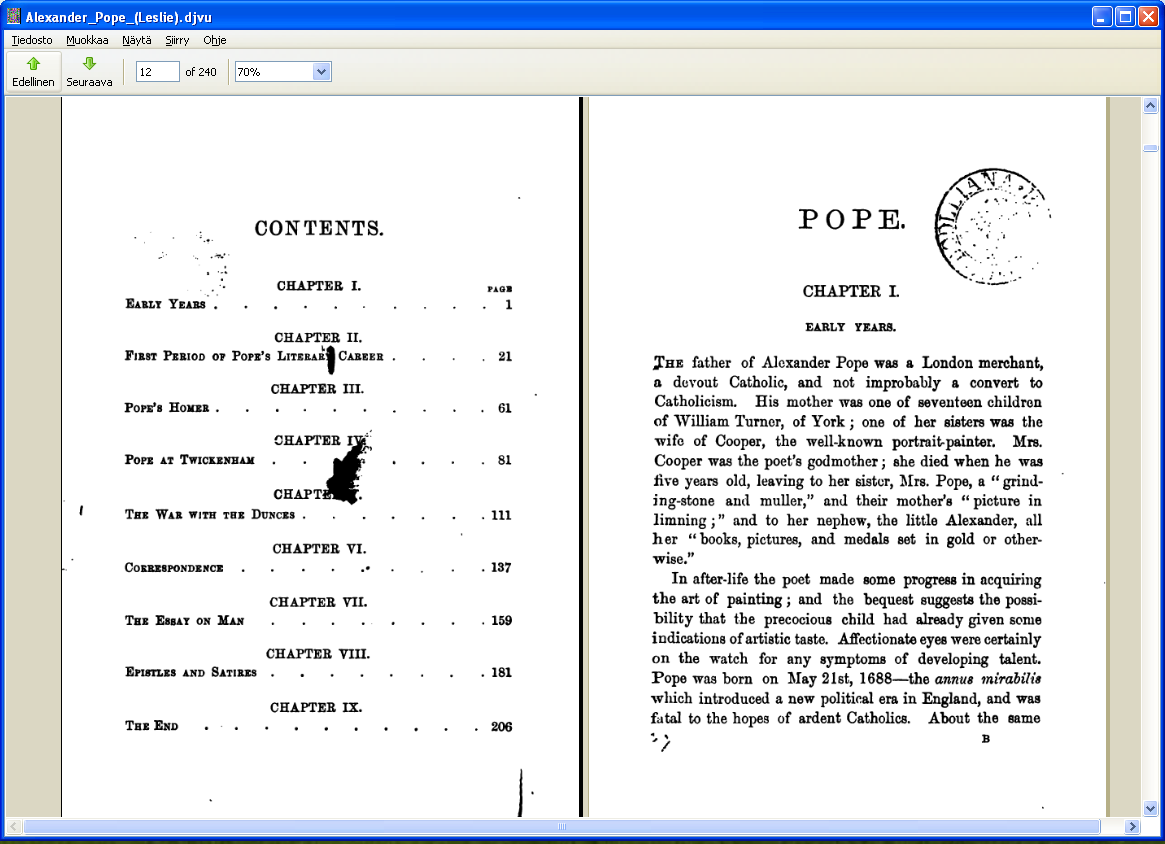 Alexander_Pope_(Leslie).djvu
Tiedosto Muokkaa Näytä Siirry Ohje
Edellinen Seuraava 12 of 240 70%
CONTENTS.
CHAPTER I.
PAGE
EARLY YEARS . . . . . . . . . 1
CHAPTER II.
FIRST PERIOD OF POPE'S LITERARY CAREER . . . . 21
CHAPTER III.
POPE'S HOMER . . . . . . . . . 61
CHAPTER IV.
POPE AT TWICKENHAM . . . . . . . 81
CHAPTER V.
THE WAR WITH THE DUNCES . . . . . . . 111
CHAPTER VI.
CORRESPONDENCE . . . . . . . . . 137
CHAPTER VII.
THE ESSAY ON MAN . . . . . . . . 159
CHAPTER VIII.
EPISTLES AND SATIRES . . . . . . . . 181
CHAPTER IX.
THE END . . . . . . . . . . 206
POPE.
CHAPTER I.
EARLY YEARS.
THE father of Alexander Pope was a London merchant,
a devout Catholic, and not improbably a convert to
Catholicism. His mother was one of seventeen children
of William Turner, of York; one of her sisters was the
wife of Cooper, the well-known portrait-painter. Mrs.
Cooper was the poet's godmother; she died when he was
five years old, leaving to her sister, Mrs. Pope, a "grind-
ing-stone and muller," and their mother's "picture in
limning;" and to her nephew, the little Alexander, all
her "books, pictures, and medals set in gold or other-
wise."
In after-life the poet made some progress in acquiring
the art of painting; and the bequest suggests the possi-
bility that the precocious child had already given some
indications of artistic taste. Affectionate eyes were certainly
on the watch for any symptoms of developing talent.
Pope was born on May 21st, 1688—the annus mirabilis
which introduced a new political era in England, and was
fatal to the hopes of ardent Catholics. About the same
B